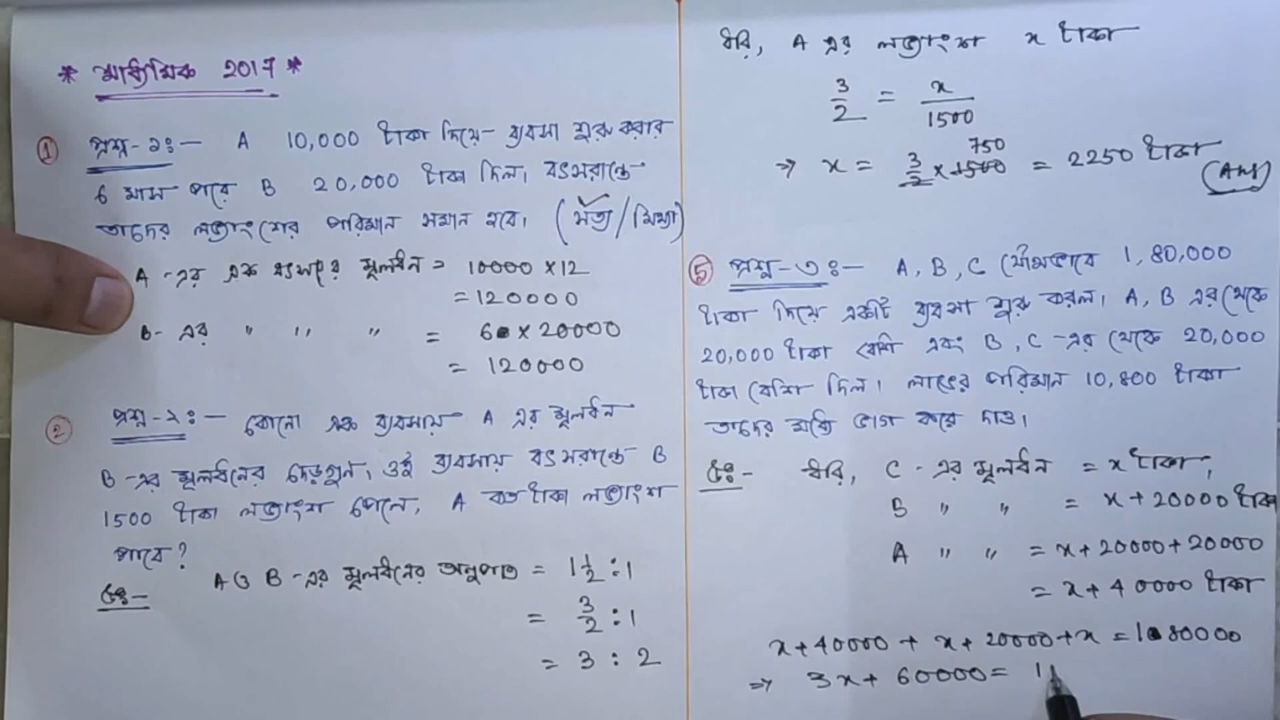 * মাধ্যমিক 2017 *
① প্রশ্ন-১ঃ— A 10,000 টাকা দিয়ে ব্যবসা শুরু করার
6 মাস পরে B 20,000 টাকা দিল। বৎসরান্তে
তাদের লভ্যাংশের পরিমান সমান হবে। (সত্য/মিথ্যা)
A-এর এক বৎসরের মূলধন = 10000 × 12
= 120000
B-এর " " " = 6 × 20000
= 120000
② প্রশ্ন-২ঃ— কোনো এক ব্যবসায় A এর মূলধন
B-এর মূলধনের দেড়গুন, ওই ব্যবসায় বৎসরান্তে B
1500 টাকা লভ্যাংশ পেলে, A কত টাকা লভ্যাংশ
পাবে?
উঃ- A ও B-এর মূলধনের অনুপাত = 1½ : 1
= 3/2 : 1
= 3 : 2
ধরি, A এর লভ্যাংশ x টাকা
3/2 = x/1500
⇒ x = 3/2 × 1500 750 = 2250 টাকা
(Ans)
⑤ প্রশ্ন-৩ঃ— A, B, C যৌথভাবে 1,80,000
টাকা দিয়ে একটি ব্যবসা শুরু করল। A, B এর থেকে
20,000 টাকা বেশি এবং B, C-এর থেকে 20,000
টাকা বেশি দিল। লাভের পরিমান 10,800 টাকা
তাদের মধ্যে ভাগ করে দাও।
উঃ- ধরি, C-এর মূলধন = x টাকা,
B " " = x + 20000 টাকা
A " " = x + 20000 + 20000
= x + 40000 টাকা
x + 40000 + x + 20000 + x = 180000
⇒ 3x + 60000 = 1